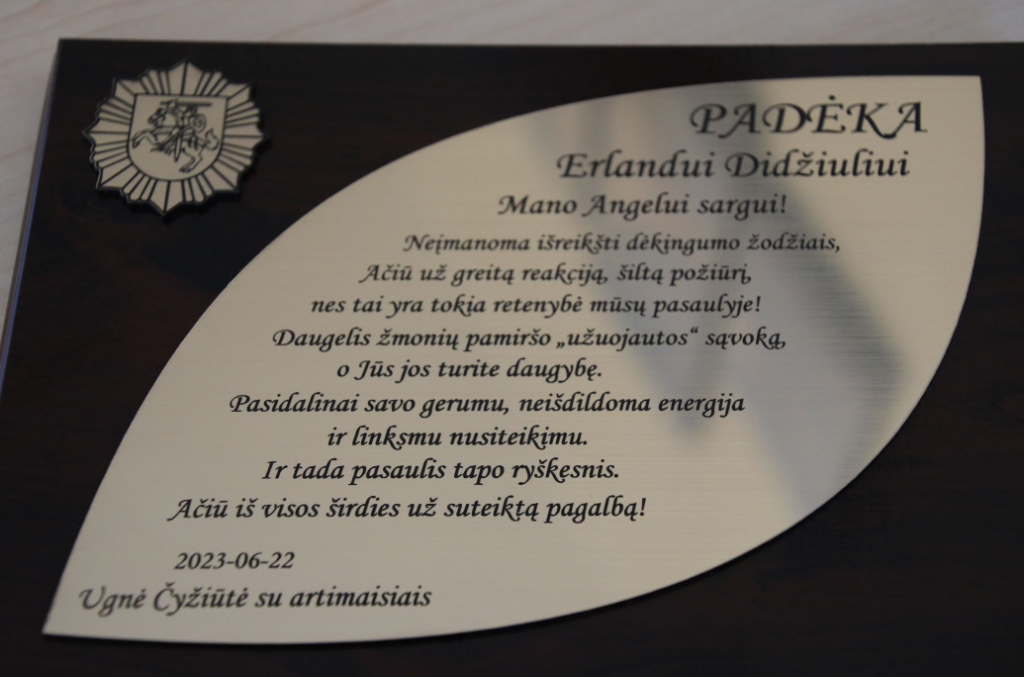 PADĖKA
Erlandui Didžiuliui
Mano Angelui sargui!
Neįmanoma išreikšti dėkingumo žodžiais,
Ačiū už greitą reakciją, šiltą požiūrį,
nes tai yra tokia retenybė mūsų pasaulyje!
Daugelis žmonių pamiršo „užuojautos“ sąvoką,
o Jūs jos turite daugybę.
Pasidalinai savo gerumu, neišdildoma energija
ir linksmu nusiteikimu.
Ir tada pasaulis tapo ryškesnis.
Ačiū iš visos širdies už suteiktą pagalbą!
2023-06-22
Ugnė Čyžiūtė su artimaisiais